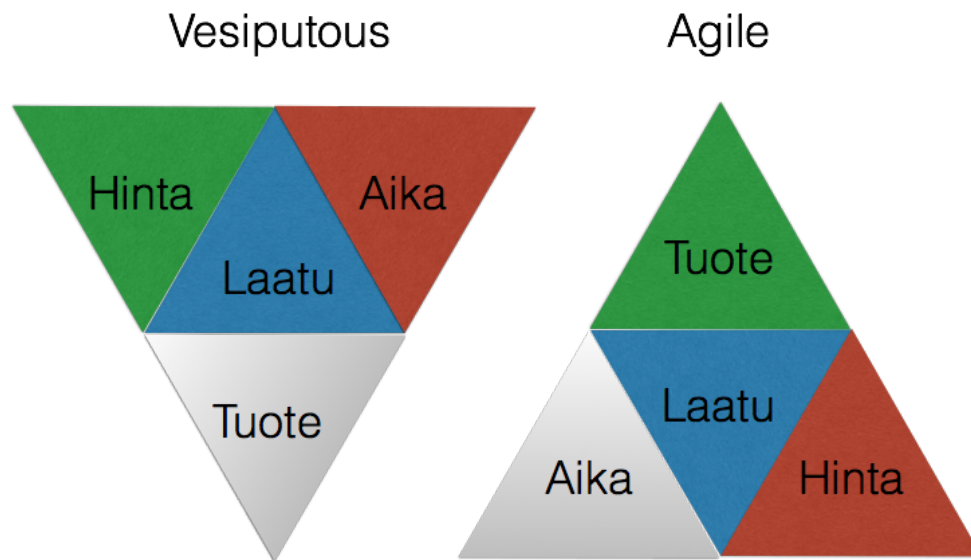 Vesiputous
Agile
Hinta
Aika
Laatu
Tuote
Tuote
Laatu
Aika
Hinta